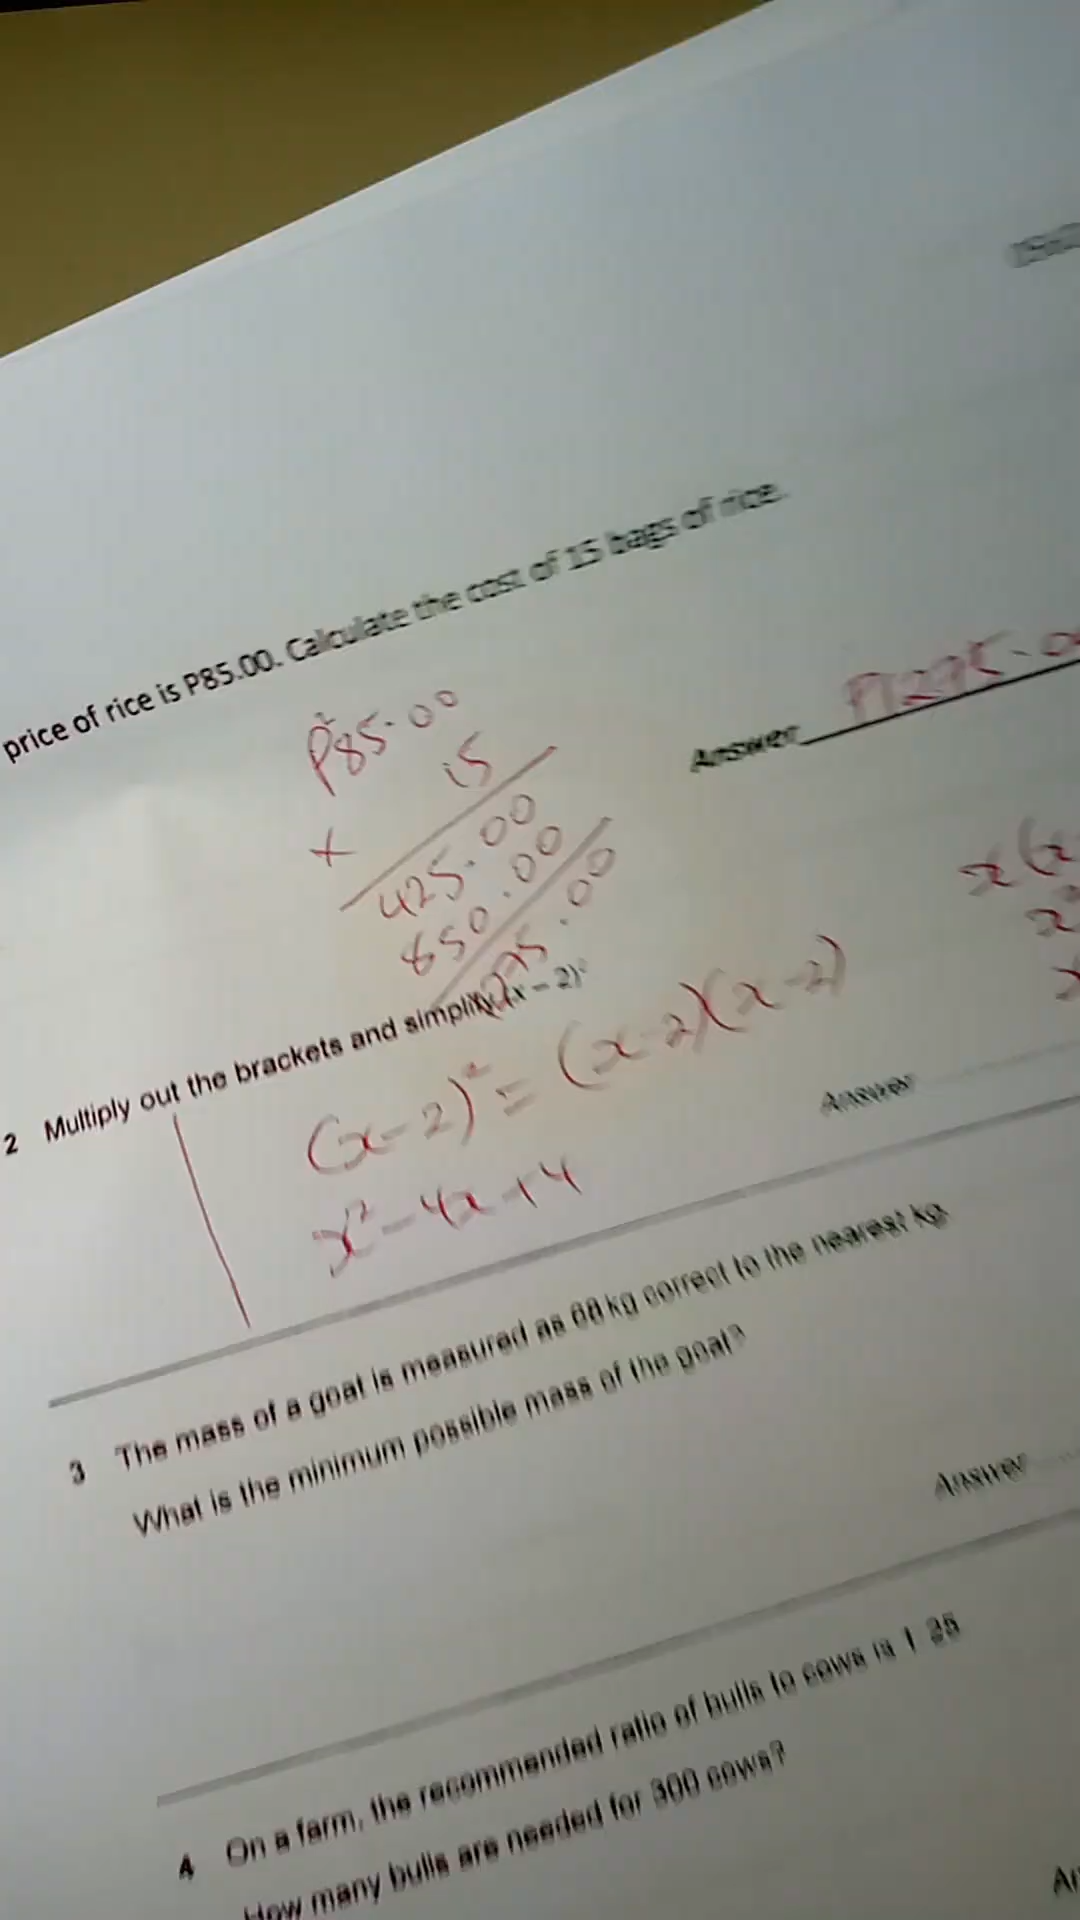 price of rice is P85.00. Calculate the cost of 15 bags of rice.
P85.00
15
×
425.00
850.00
1275.00
Answer P1275.00
2 Multiply out the brackets and simplify (x – 2)²
(x-2)² = (x-2)(x-2)
x² - 4x + 4
x(x
x²
x
Answer
3 The mass of a goat is measured as 68 kg correct to the nearest kg.
What is the minimum possible mass of the goat?
Answer
4 On a farm, the recommended ratio of bulls to cows is 1 25
How many bulls are needed for 300 cows?